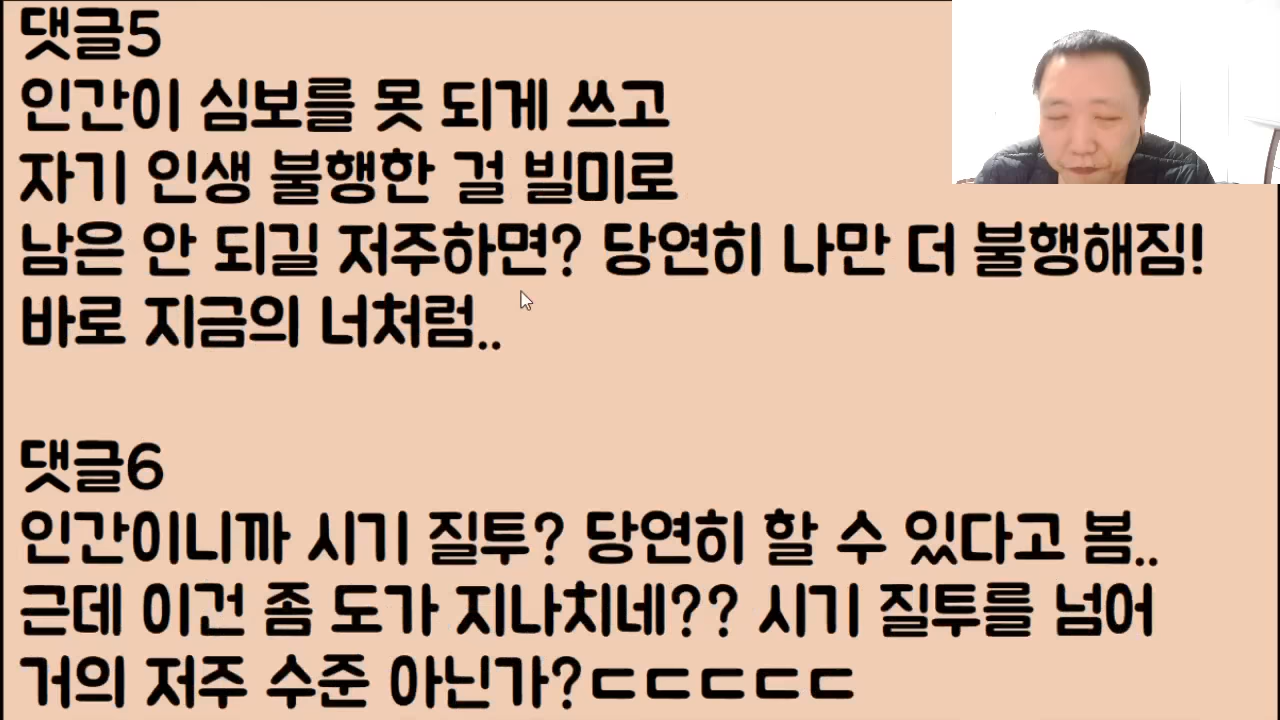 댓글5
인간이 심보를 못 되게 쓰고
자기 인생 불행한 걸 빌미로
남은 안 되길 저주하면? 당연히 나만 더 불행해짐!
바로 지금의 너처럼..
댓글6
인간이니까 시기 질투? 당연히 할 수 있다고 봄..
근데 이건 좀 도가 지나치네?? 시기 질투를 넘어
거의 저주 수준 아닌가?ㄷㄷㄷㄷㄷ